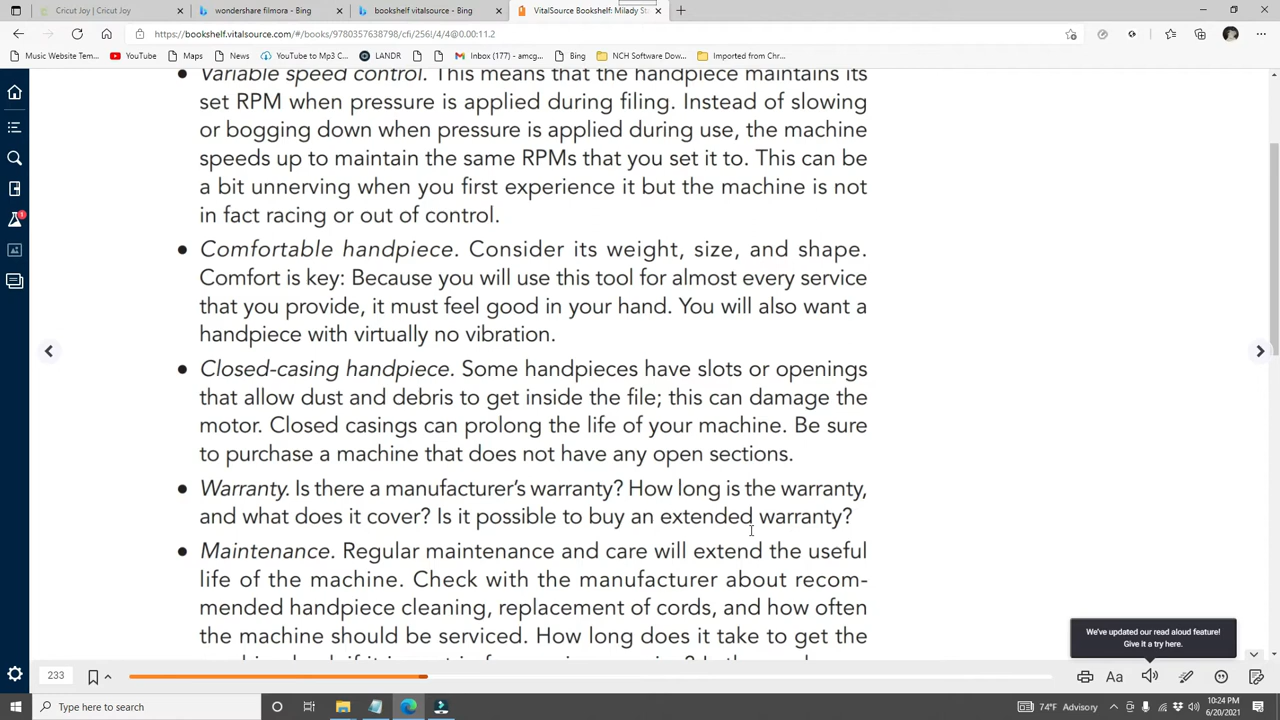 Cricut Joy | Cricut Joy
wondershare filmora - Bing
bookshelf vitalsource - Bing
VitalSource Bookshelf: Milady St
https://bookshelf.vitalsource.com/#/books/9780357638798/cfi/256!/4/4@0.00:11.2
Music Website Tem...
YouTube
Maps
News
YouTube to Mp3 C...
LANDR
Inbox (177) - amcg...
Bing
NCH Software Dow...
Imported from Chr...
• Variable speed control. This means that the handpiece maintains its
set RPM when pressure is applied during filing. Instead of slowing
or bogging down when pressure is applied during use, the machine
speeds up to maintain the same RPMs that you set it to. This can be
a bit unnerving when you first experience it but the machine is not
in fact racing or out of control.
• Comfortable handpiece. Consider its weight, size, and shape.
Comfort is key: Because you will use this tool for almost every service
that you provide, it must feel good in your hand. You will also want a
handpiece with virtually no vibration.
• Closed-casing handpiece. Some handpieces have slots or openings
that allow dust and debris to get inside the file; this can damage the
motor. Closed casings can prolong the life of your machine. Be sure
to purchase a machine that does not have any open sections.
• Warranty. Is there a manufacturer's warranty? How long is the warranty,
and what does it cover? Is it possible to buy an extended warranty?
• Maintenance. Regular maintenance and care will extend the useful
life of the machine. Check with the manufacturer about recom-
mended handpiece cleaning, replacement of cords, and how often
the machine should be serviced. How long does it take to get the
We've updated our read aloud feature!
Give it a try here.
233
Aa
Type here to search
74°F Advisory
10:24 PM
6/20/2021